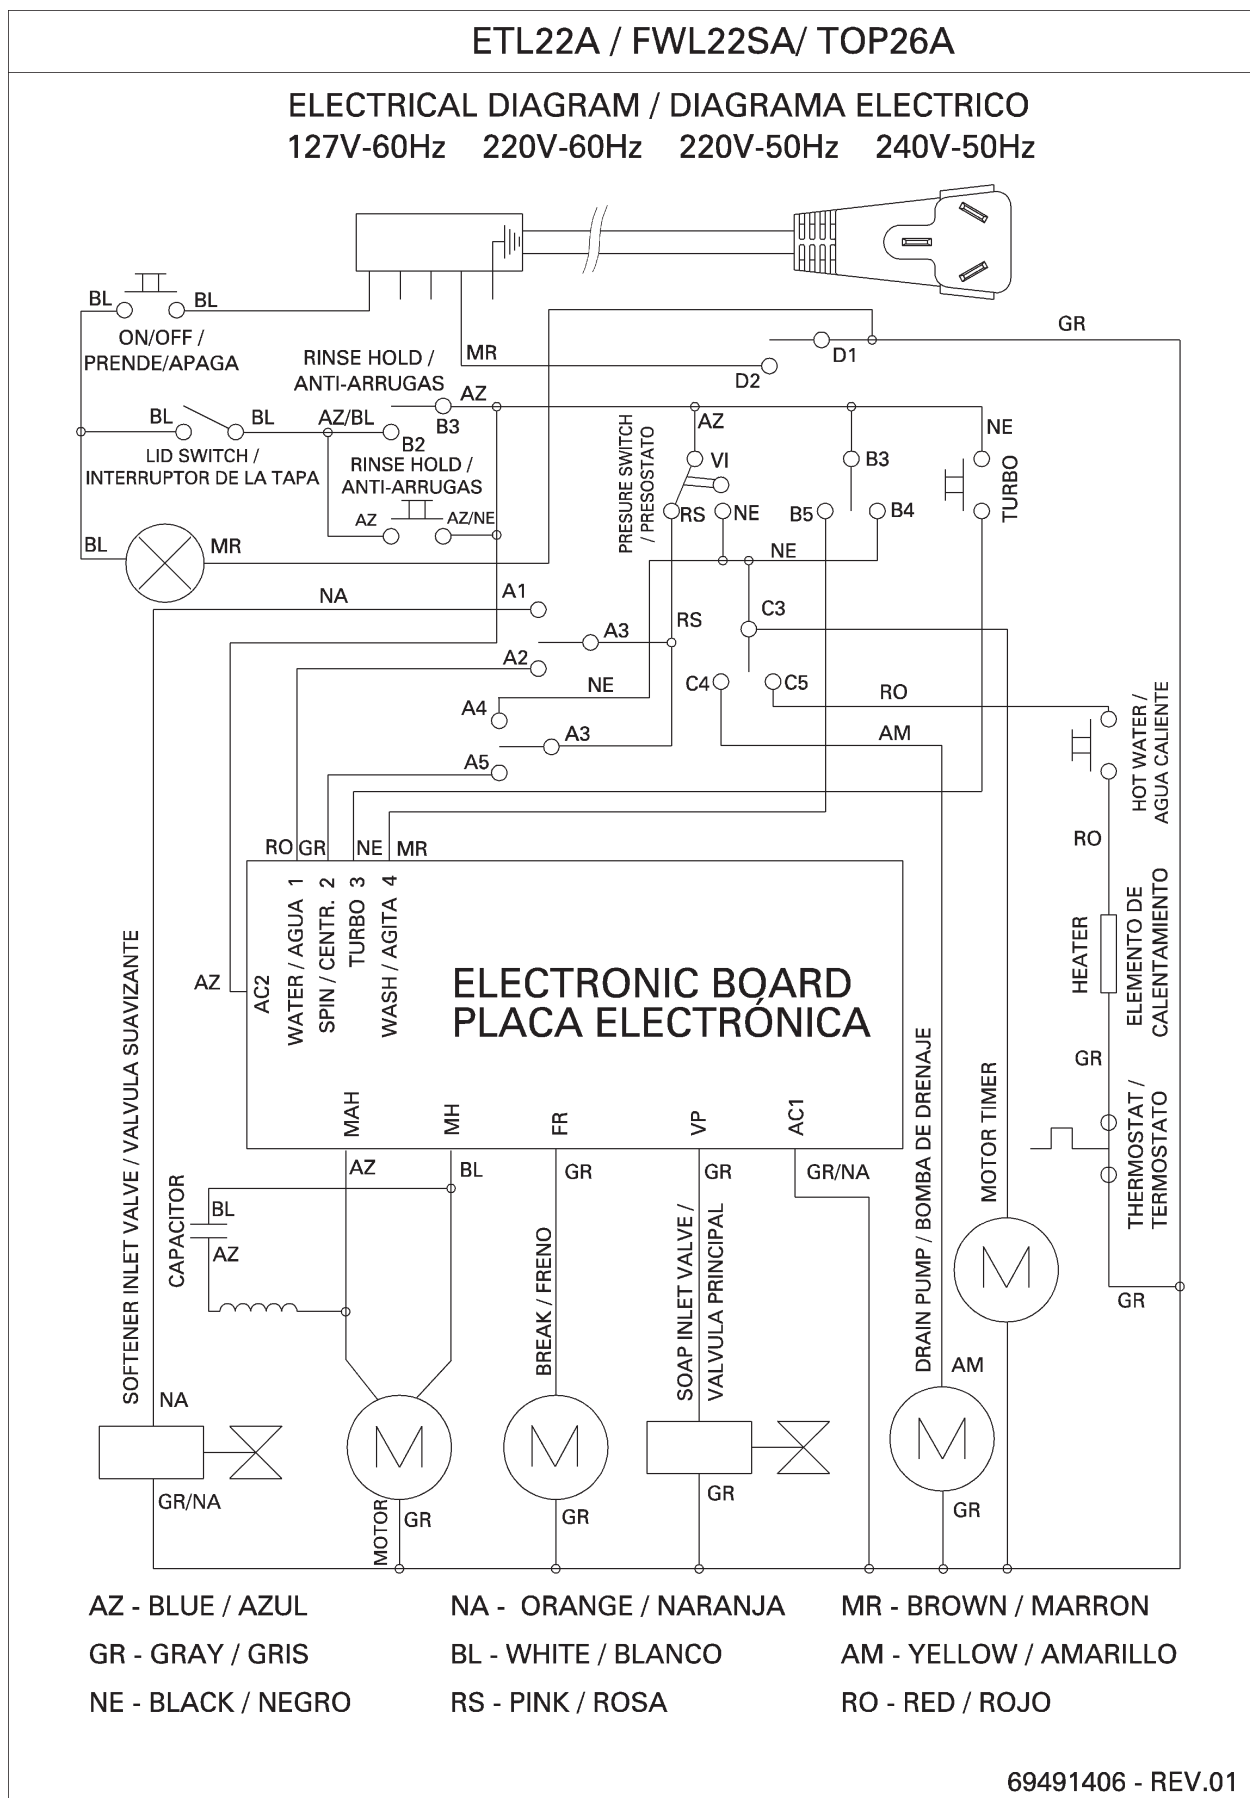 ETL22A / FWL22SA/ TOP26A
ELECTRICAL DIAGRAM / DIAGRAMA ELECTRICO
127V-60Hz 220V-60Hz 220V-50Hz 240V-50Hz
BL
BL
ON/OFF /
PRENDE/APAGA
MR
GR
D1
D2
RINSE HOLD /
ANTI-ARRUGAS
AZ
B3
BL
BL
AZ/BL
B2
LID SWITCH /
INTERRUPTOR DE LA TAPA
RINSE HOLD /
ANTI-ARRUGAS
AZ
AZ/NE
PRESURE SWITCH
/ PRESOSTATO
AZ
VI
RS
NE
B3
B5
B4
NE
TURBO
BL
MR
NE
NA
A1
A3
A2
RS
C3
C4
C5
NE
A4
A3
A5
RO
AM
HOT WATER /
AGUA CALIENTE
RO
GR
NE
MR
RO
AZ
AC2
WATER / AGUA 1
SPIN / CENTR. 2
TURBO 3
WASH / AGITA 4
ELECTRONIC BOARD
PLACA ELECTRÓNICA
HEATER
ELEMENTO DE
CALENTAMIENTO
GR
MAH
MH
FR
VP
AC1
AZ
BL
GR
GR
GR/NA
THERMOSTAT /
TERMOSTATO
GR
SOFTENER INLET VALVE / VALVULA SUAVIZANTE
CAPACITOR
BL
AZ
BREAK / FRENO
SOAP INLET VALVE /
VALVULA PRINCIPAL
DRAIN PUMP / BOMBA DE DRENAJE
MOTOR TIMER
M
AM
NA
M
M
M
GR/NA
MOTOR
GR
GR
GR
GR
AZ - BLUE / AZUL
NA - ORANGE / NARANJA
MR - BROWN / MARRON
GR - GRAY / GRIS
BL - WHITE / BLANCO
AM - YELLOW / AMARILLO
NE - BLACK / NEGRO
RS - PINK / ROSA
RO - RED / ROJO
69491406 - REV.01